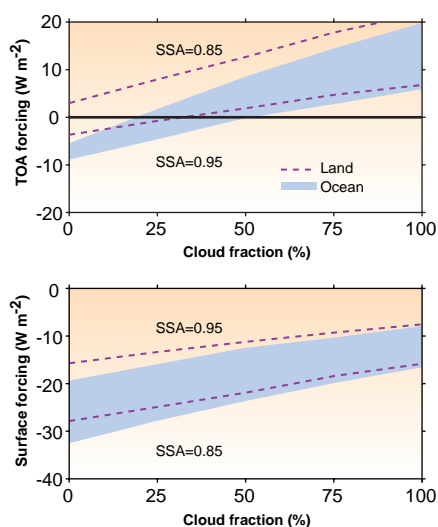 20
10
0
-10
-20
TOA forcing (W m-2)
SSA=0.85
SSA=0.95
Land
Ocean
0 25 50 75 100
Cloud fraction (%)
0
-10
-20
-30
-40
Surface forcing (W m-2)
SSA=0.95
SSA=0.85
0 25 50 75 100
Cloud fraction (%)